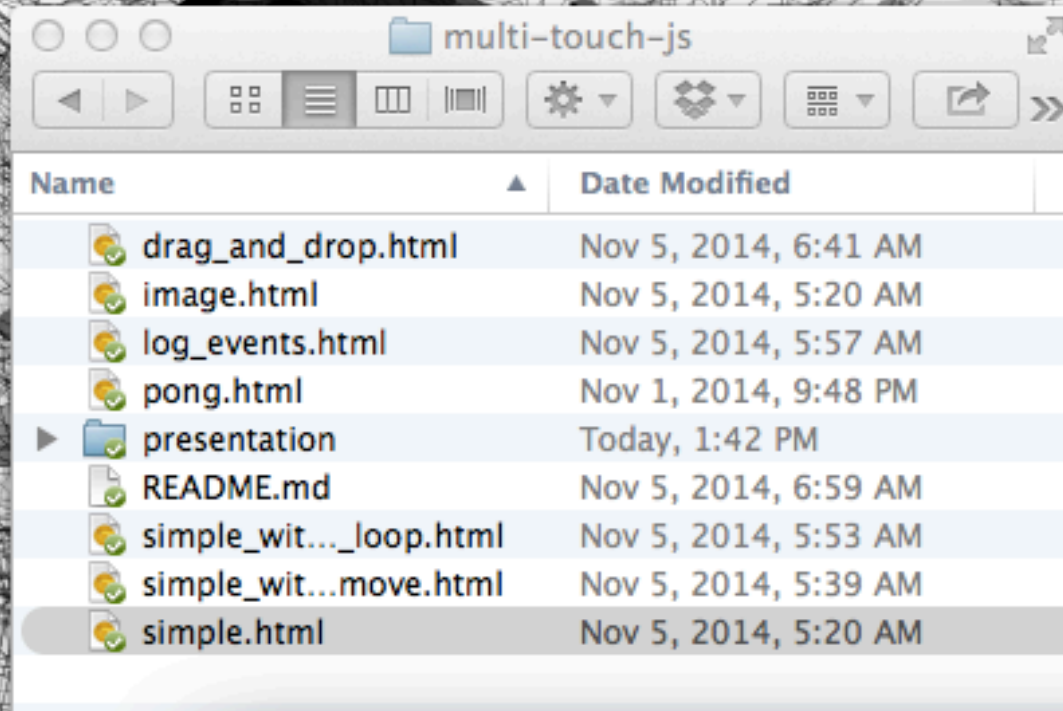 multi-touch-js
Name Date Modified
drag_and_drop.html Nov 5, 2014, 6:41 AM
image.html Nov 5, 2014, 5:20 AM
log_events.html Nov 5, 2014, 5:57 AM
pong.html Nov 1, 2014, 9:48 PM
presentation Today, 1:42 PM
README.md Nov 5, 2014, 6:59 AM
simple_wit..._loop.html Nov 5, 2014, 5:53 AM
simple_wit...move.html Nov 5, 2014, 5:39 AM
simple.html Nov 5, 2014, 5:20 AM